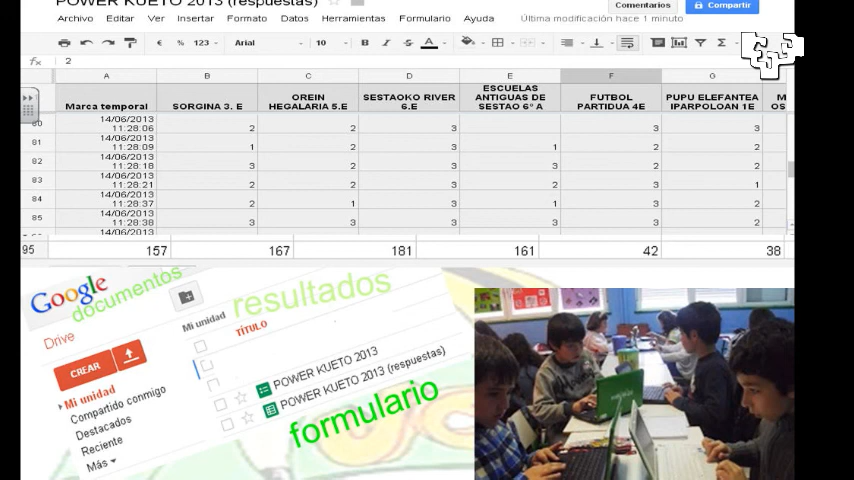 POWER KUETO 2013 (respuestas)
Comentarios
Compartir
Archivo Editar Ver Insertar Formato Datos Herramientas Formulario Ayuda Última modificación hace 1 minuto
€ % 123 Arial 10 B I S A Σ
fx 2
A B C D E F G
Marca temporal SORGINA 3. E OREIN HEGALARIA 5.E SESTAOKO RIVER 6.E ESCUELAS ANTIGUAS DE SESTAO 6º A FUTBOL PARTIDUA 4E PUPU ELEFANTEA IPARPOLOAN 1E M OS
80 14/06/2013 11:28:06 2 2 3 3 3
81 14/06/2013 11:28:09 1 2 3 1 2 2
82 14/06/2013 11:28:18 3 2 3 3 2 2
83 14/06/2013 11:28:21 2 2 3 2 3 1
84 14/06/2013 11:28:37 2 1 3 1 3 2
85 14/06/2013 11:28:38 3 3 3 3 3 2
14/06/2013
95 157 167 181 161 42 38
Google
documentos
resultados
Drive
Mi unidad
TÍTULO
CREAR
Mi unidad
Compartido conmigo
Destacados
Reciente
Más
POWER KUETO 2013
POWER KUETO 2013 (respuestas)
formulario